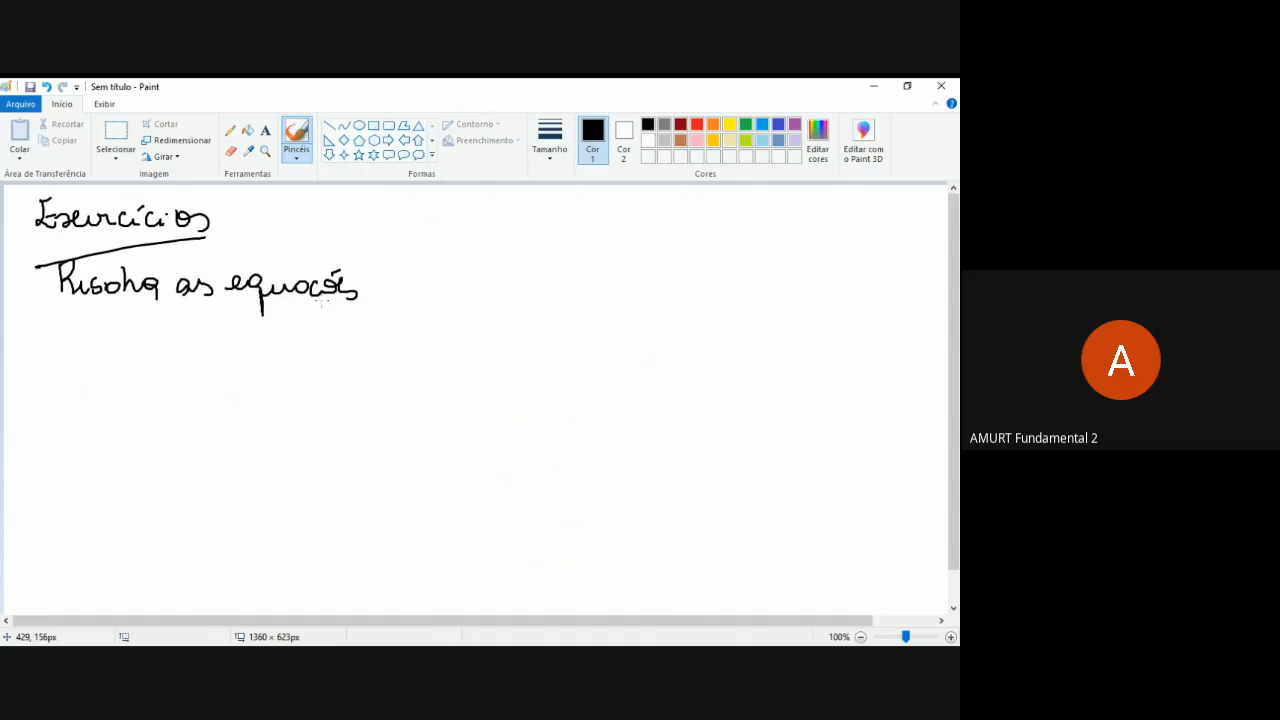 Sem título - Paint
Arquivo Início Exibir
Colar
Recortar
Copiar
Área de Transferência
Selecionar
Cortar
Redimensionar
Girar
Imagem
A
Ferramentas
Pincéis
Contorno
Preenchimento
Formas
Tamanho
Cor 1
Cor 2
Editar cores
Editar com o Paint 3D
Cores
Exercícios
Resolva as equações
429, 156px
1360 × 623px
100%
A
AMURT Fundamental 2